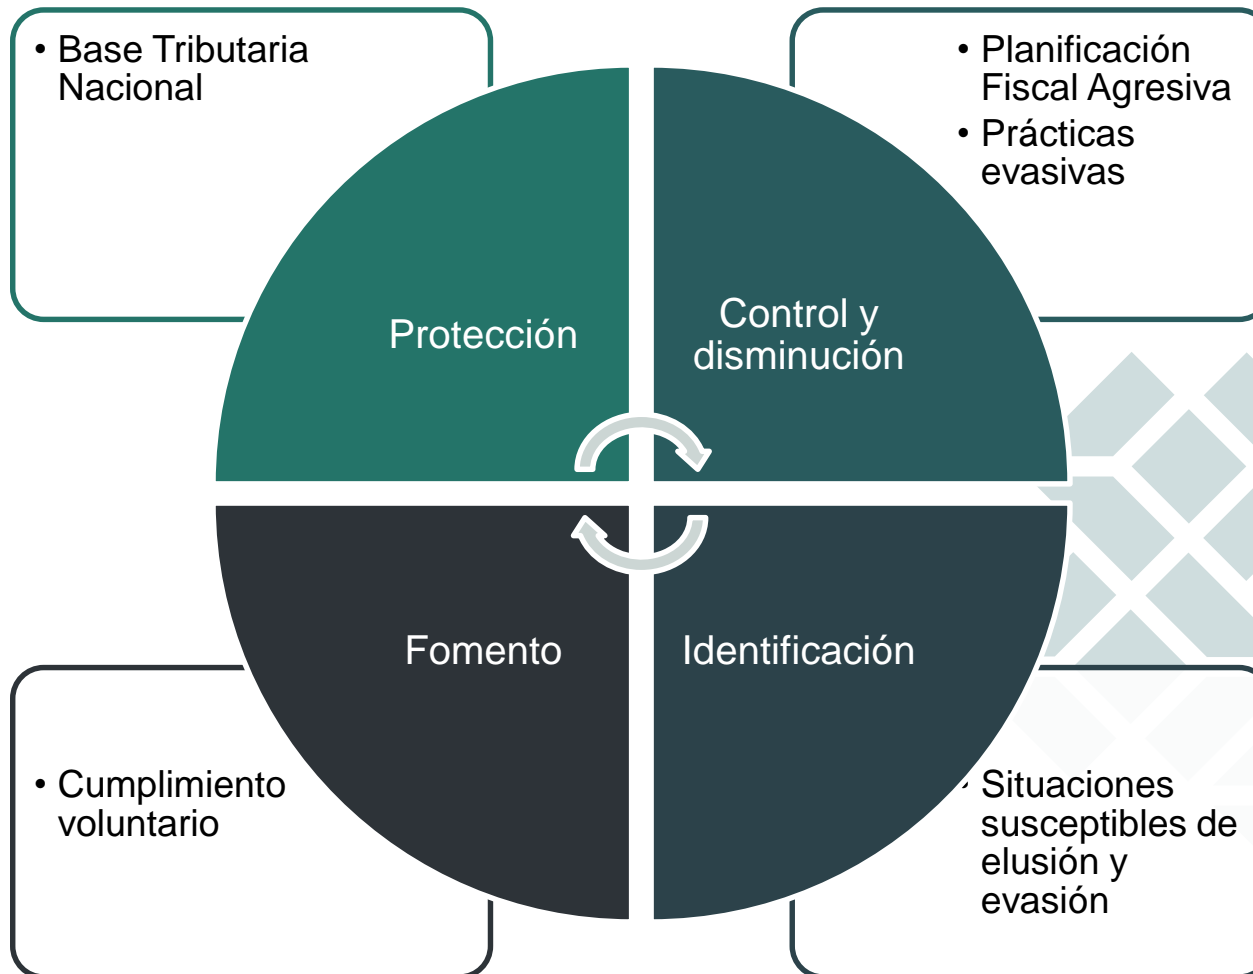 • Base Tributaria
Nacional
• Planificación
Fiscal Agresiva
• Prácticas
evasivas
Protección
Control y
disminución
Fomento
Identificación
• Cumplimiento
voluntario
• Situaciones
susceptibles de
elusión y
evasión